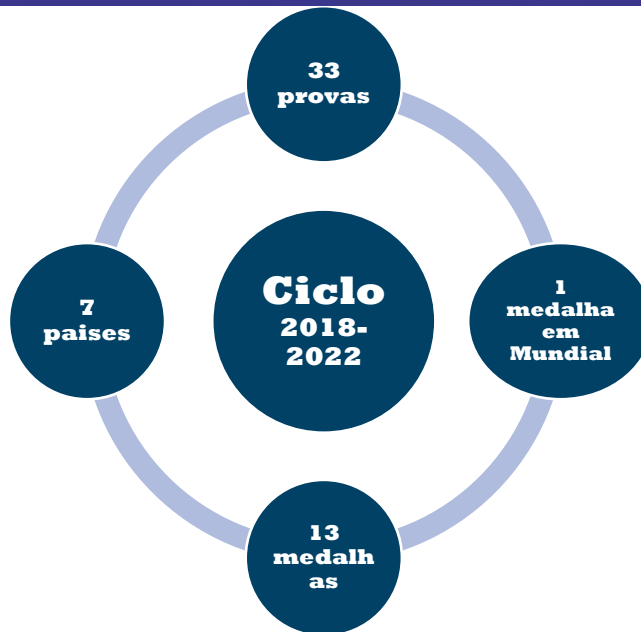 33
provas
7
paises
Ciclo
2018-
2022
1
medalha
em
Mundial
13
medalh
as